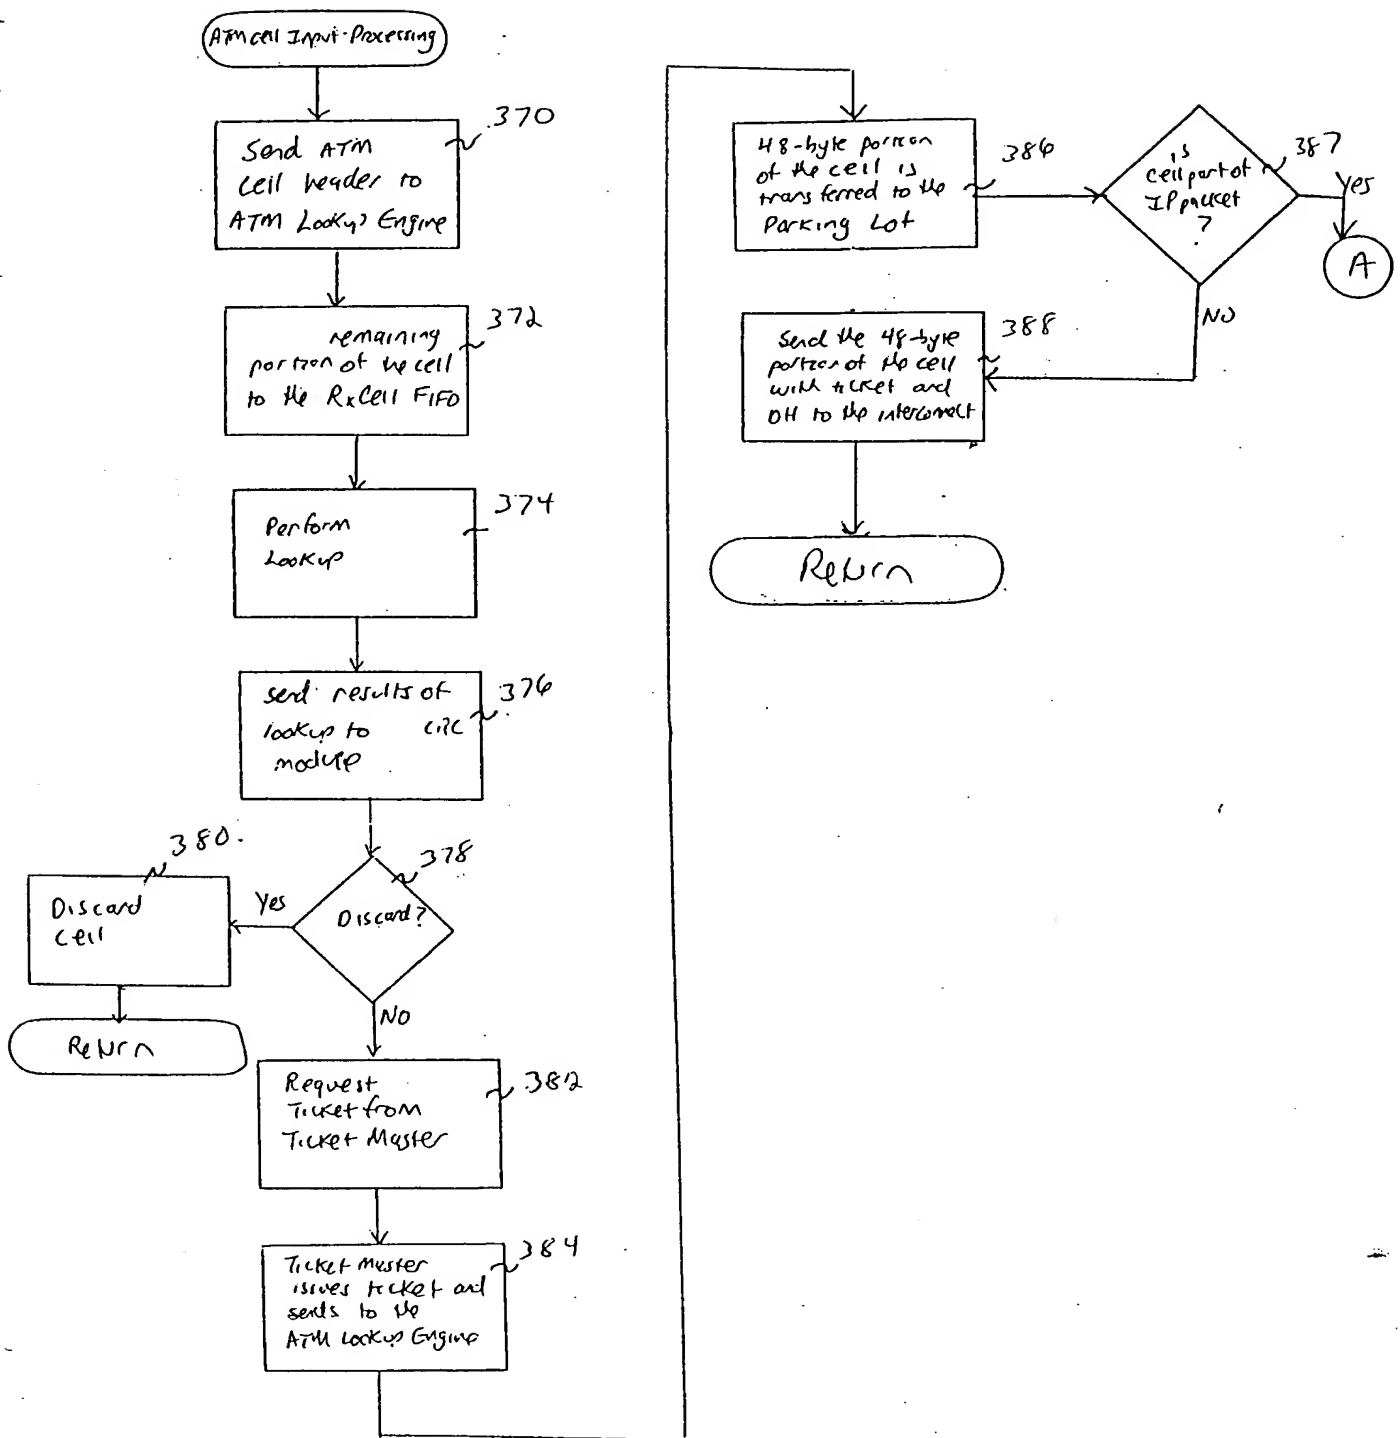 ATM cell Input-Processing
370
Send ATM
Cell header to
ATM Lookup Engine
372
remaining
portion of the cell
to the RxCell FIFO
374
Perform
Lookup
376
send results of
lookup to CRC
module
378
Discard?
Yes
380.
Discard
Cell
Return
NO
382
Request
Ticket from
Ticket Master
384
Ticket Master
issues ticket and
sends to the
ATM Lookup Engine
386
48-byte portion
of the cell is
transferred to the
Parking Lot
387
is
Cell part of
IP packet
?
Yes
A
NO
388
Send the 48-byte
portion of the cell
with ticket and
OH to the interconnect
Return